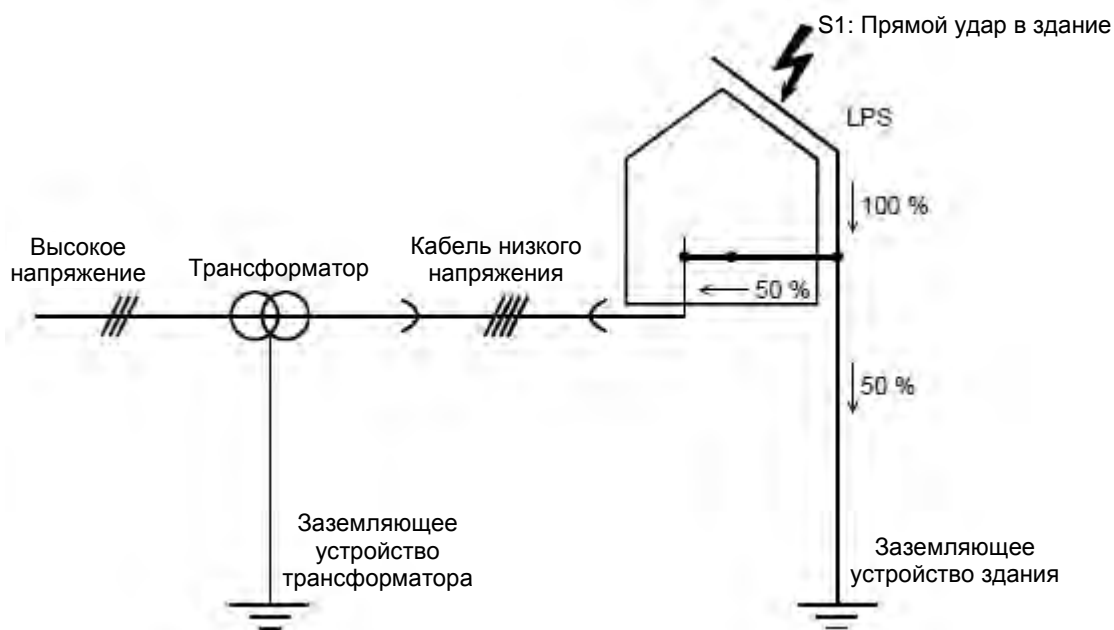 S1: Прямой удар в здание
LPS
100 %
Высокое
напряжение
Трансформатор
Кабель низкого
напряжения
50 %
50 %
Заземляющее
устройство
трансформатора
Заземляющее
устройство здания